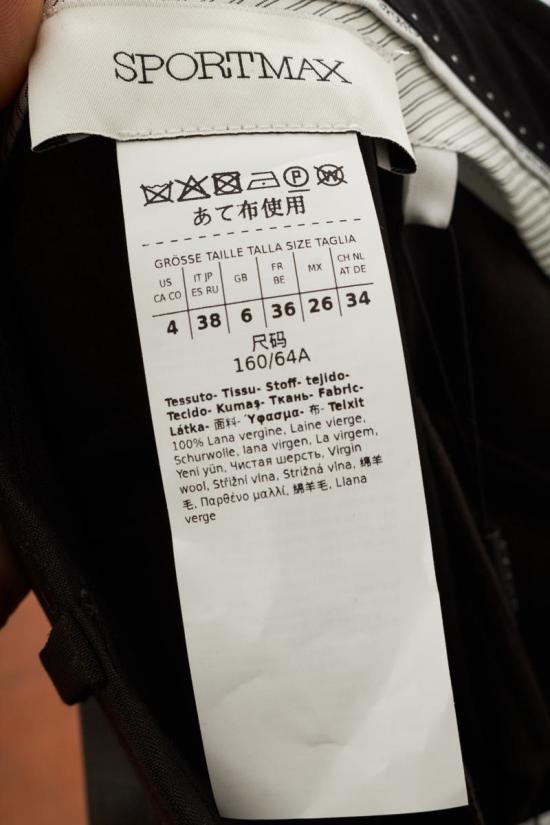 SPORTMAX
P W
あて布使用
GRÖSSE TAILLE TALLA SIZE TAGLIA
US CA CO IT JP ES RU GB FR BE MX CH NL AT DE
4 38 6 36 26 34
尺码
160/64A
Tessuto- Tissu- Stoff- tejido-
Tecido- Kumaş- Ткань- Fabric-
Látka- 面料- Ύφασμα- 布- Teixit
100% Lana vergine, Laine vierge,
Schurwolle, lana virgen, La virgem,
Yeni yün, Чистая шерсть, Virgin
wool, Střižní vlna, Strižná vlna, 绵羊
毛, Παρθένο μαλλί, 綿羊毛, Llana
verge